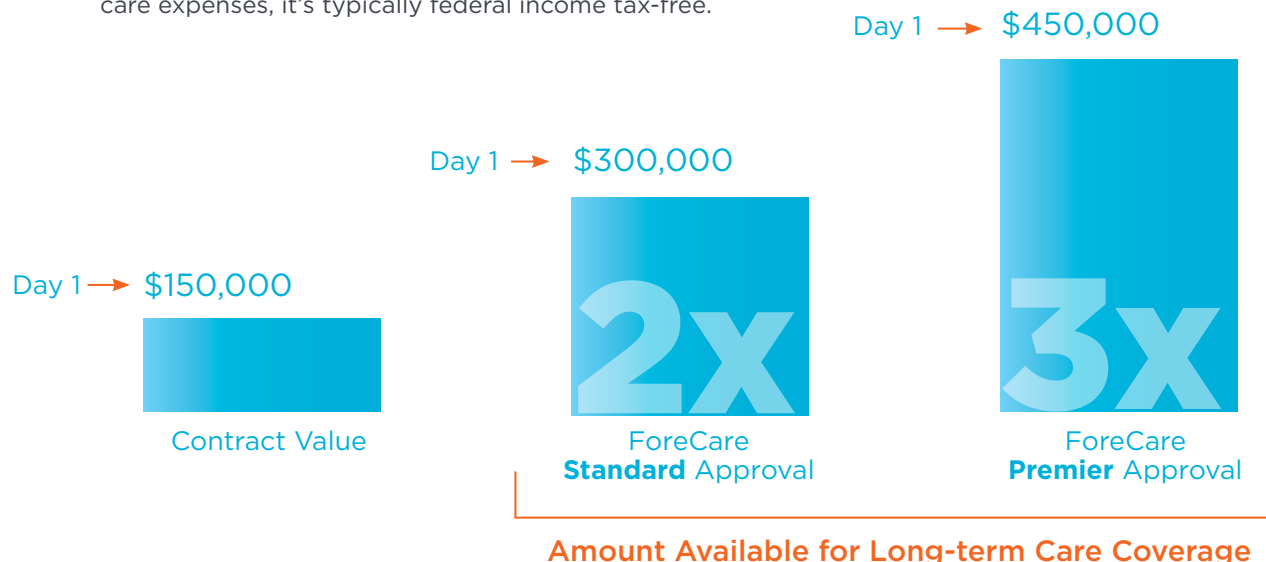 care expenses, it's typically federal income tax-free.
Day 1 → $450,000
Day 1 → $300,000
Day 1 → $150,000
2x
3x
Contract Value
ForeCare
Standard Approval
ForeCare
Premier Approval
Amount Available for Long-term Care Coverage